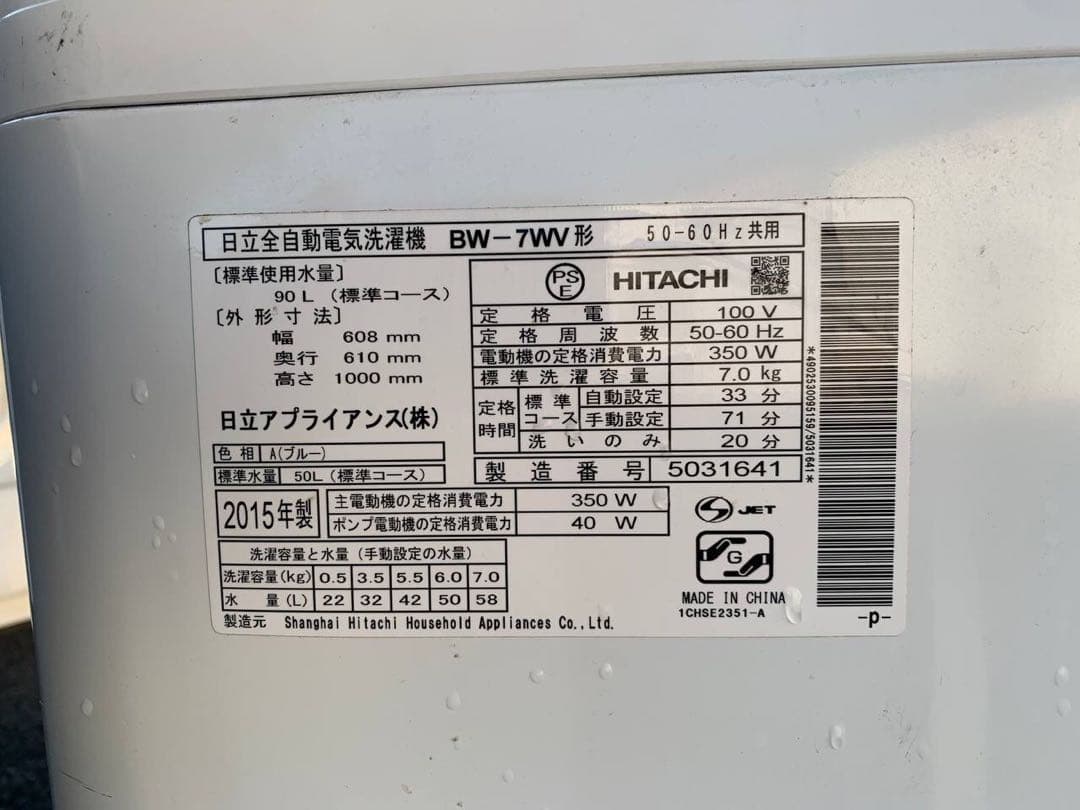 日立全自動電気洗濯機 BW-7WV形 50-60Hz共用
〔標準使用水量〕
90L (標準コース)
〔外形寸法〕
幅 608 mm
奥行 610 mm
高さ 1000 mm
日立アプライアンス(株)
色相 A(ブルー)
標準水量 50L (標準コース)
PSE HITACHI
定格電圧 100 V
定格周波数 50-60 Hz
電動機の定格消費電力 350 W
標準洗濯容量 7.0 kg
定格時間 標準コース 自動設定 33 分
手動設定 71 分
洗いのみ 20 分
製造番号 5031641
2015年製
主電動機の定格消費電力 350 W
ポンプ電動機の定格消費電力 40 W
洗濯容量と水量 (手動設定の水量)
洗濯容量(kg) 0.5 3.5 5.5 6.0 7.0
水量(L) 22 32 42 50 58
製造元 Shanghai Hitachi Household Appliances Co., Ltd.
S JET
G
MADE IN CHINA
1CHSE2351-A
*4902530095159/5031641*
-p-